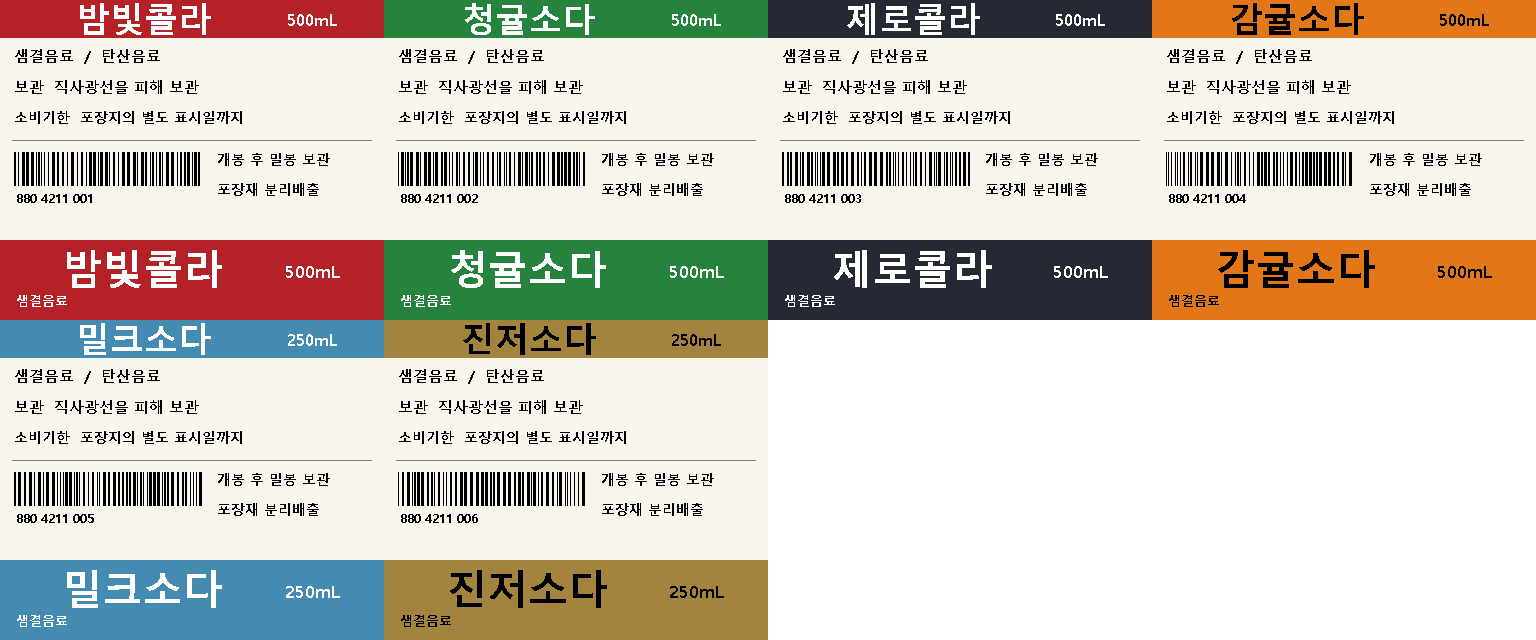 밤빛콜라 500mL
샘결음료 / 탄산음료
보관 직사광선을 피해 보관
소비기한 포장지의 별도 표시일까지
개봉 후 밀봉 보관
포장재 분리배출
880 4211 001
밤빛콜라 500mL
샘결음료
청귤소다 500mL
샘결음료 / 탄산음료
보관 직사광선을 피해 보관
소비기한 포장지의 별도 표시일까지
개봉 후 밀봉 보관
포장재 분리배출
880 4211 002
청귤소다 500mL
샘결음료
제로콜라 500mL
샘결음료 / 탄산음료
보관 직사광선을 피해 보관
소비기한 포장지의 별도 표시일까지
개봉 후 밀봉 보관
포장재 분리배출
880 4211 003
제로콜라 500mL
샘결음료
감귤소다 500mL
샘결음료 / 탄산음료
보관 직사광선을 피해 보관
소비기한 포장지의 별도 표시일까지
개봉 후 밀봉 보관
포장재 분리배출
880 4211 004
감귤소다 500mL
샘결음료
밀크소다 250mL
샘결음료 / 탄산음료
보관 직사광선을 피해 보관
소비기한 포장지의 별도 표시일까지
개봉 후 밀봉 보관
포장재 분리배출
880 4211 005
밀크소다 250mL
샘결음료
진저소다 250mL
샘결음료 / 탄산음료
보관 직사광선을 피해 보관
소비기한 포장지의 별도 표시일까지
개봉 후 밀봉 보관
포장재 분리배출
880 4211 006
진저소다 250mL
샘결음료